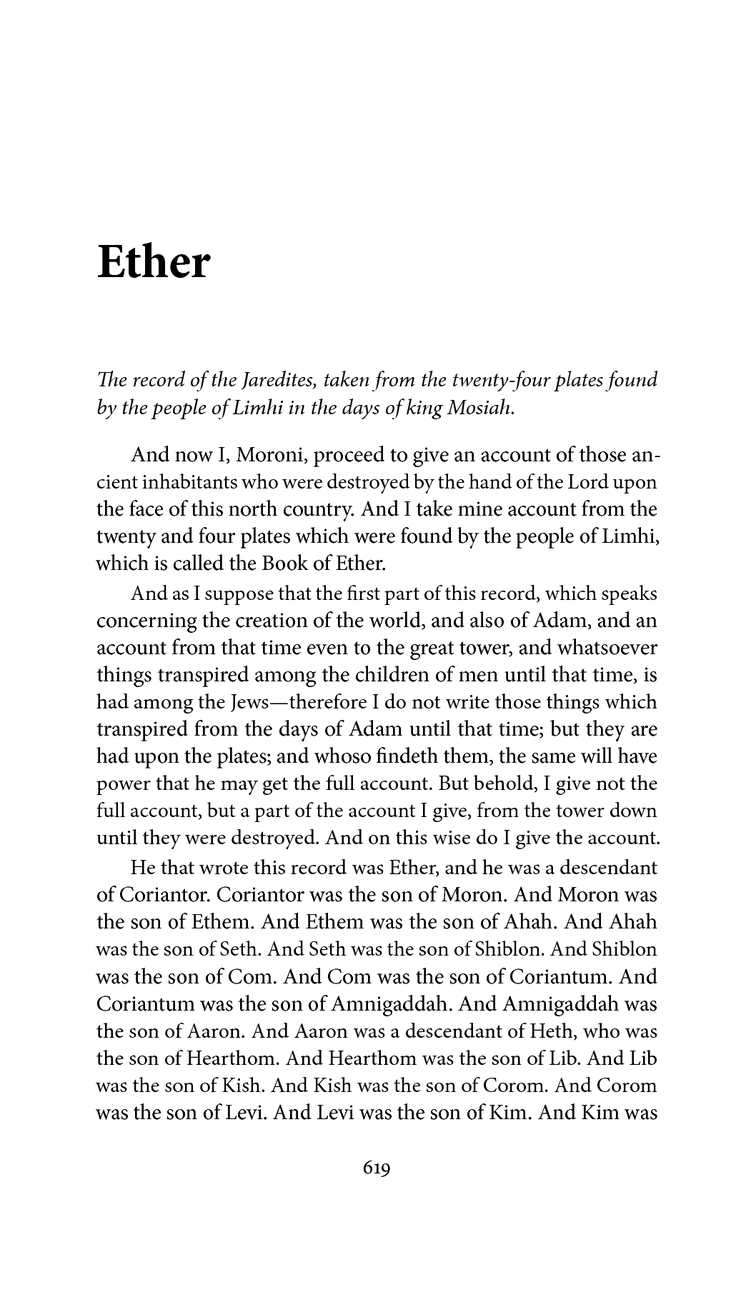 Ether
The record of the Jaredites, taken from the twenty-four plates found
by the people of Limhi in the days of king Mosiah.
And now I, Moroni, proceed to give an account of those an-
cient inhabitants who were destroyed by the hand of the Lord upon
the face of this north country. And I take mine account from the
twenty and four plates which were found by the people of Limhi,
which is called the Book of Ether.
And as I suppose that the first part of this record, which speaks
concerning the creation of the world, and also of Adam, and an
account from that time even to the great tower, and whatsoever
things transpired among the children of men until that time, is
had among the Jews—therefore I do not write those things which
transpired from the days of Adam until that time; but they are
had upon the plates; and whoso findeth them, the same will have
power that he may get the full account. But behold, I give not the
full account, but a part of the account I give, from the tower down
until they were destroyed. And on this wise do I give the account.
He that wrote this record was Ether, and he was a descendant
of Coriantor. Coriantor was the son of Moron. And Moron was
the son of Ethem. And Ethem was the son of Ahah. And Ahah
was the son of Seth. And Seth was the son of Shiblon. And Shiblon
was the son of Com. And Com was the son of Coriantum. And
Coriantum was the son of Amnigaddah. And Amnigaddah was
the son of Aaron. And Aaron was a descendant of Heth, who was
the son of Hearthom. And Hearthom was the son of Lib. And Lib
was the son of Kish. And Kish was the son of Corom. And Corom
was the son of Levi. And Levi was the son of Kim. And Kim was
619